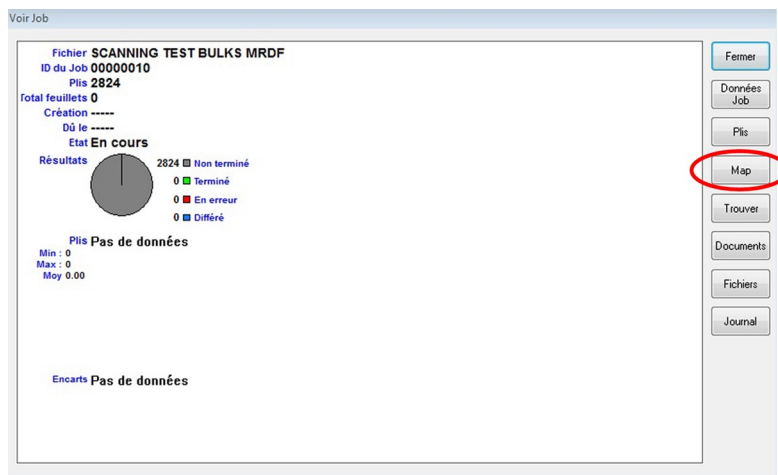 Voir Job
Fichier SCANNING TEST BULKS MRDF
ID du Job 00000010
Plis 2824
Total feuillets 0
Création -----
Dû le -----
Etat En cours
Résultats
2824 Non terminé
0 Terminé
0 En erreur
0 Différé
Plis Pas de données
Min : 0
Max : 0
Moy 0.00
Encarts Pas de données
Fermer
Données
Job
Plis
Map
Trouver
Documents
Fichiers
Journal